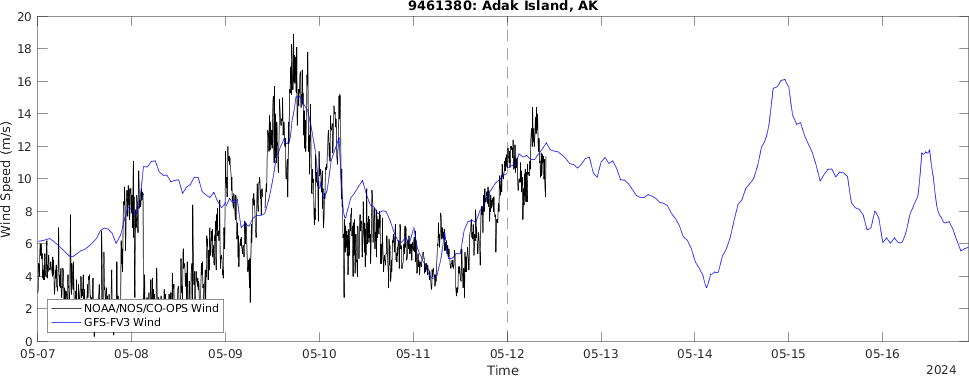 9461380: Adak Island, AK
20
18
16
14
12
10
8
6
4
2
0
Wind Speed (m/s)
NOAA/NOS/CO-OPS Wind
GFS-FV3 Wind
05-07 05-08 05-09 05-10 05-11 05-12 05-13 05-14 05-15 05-16
Time
2024